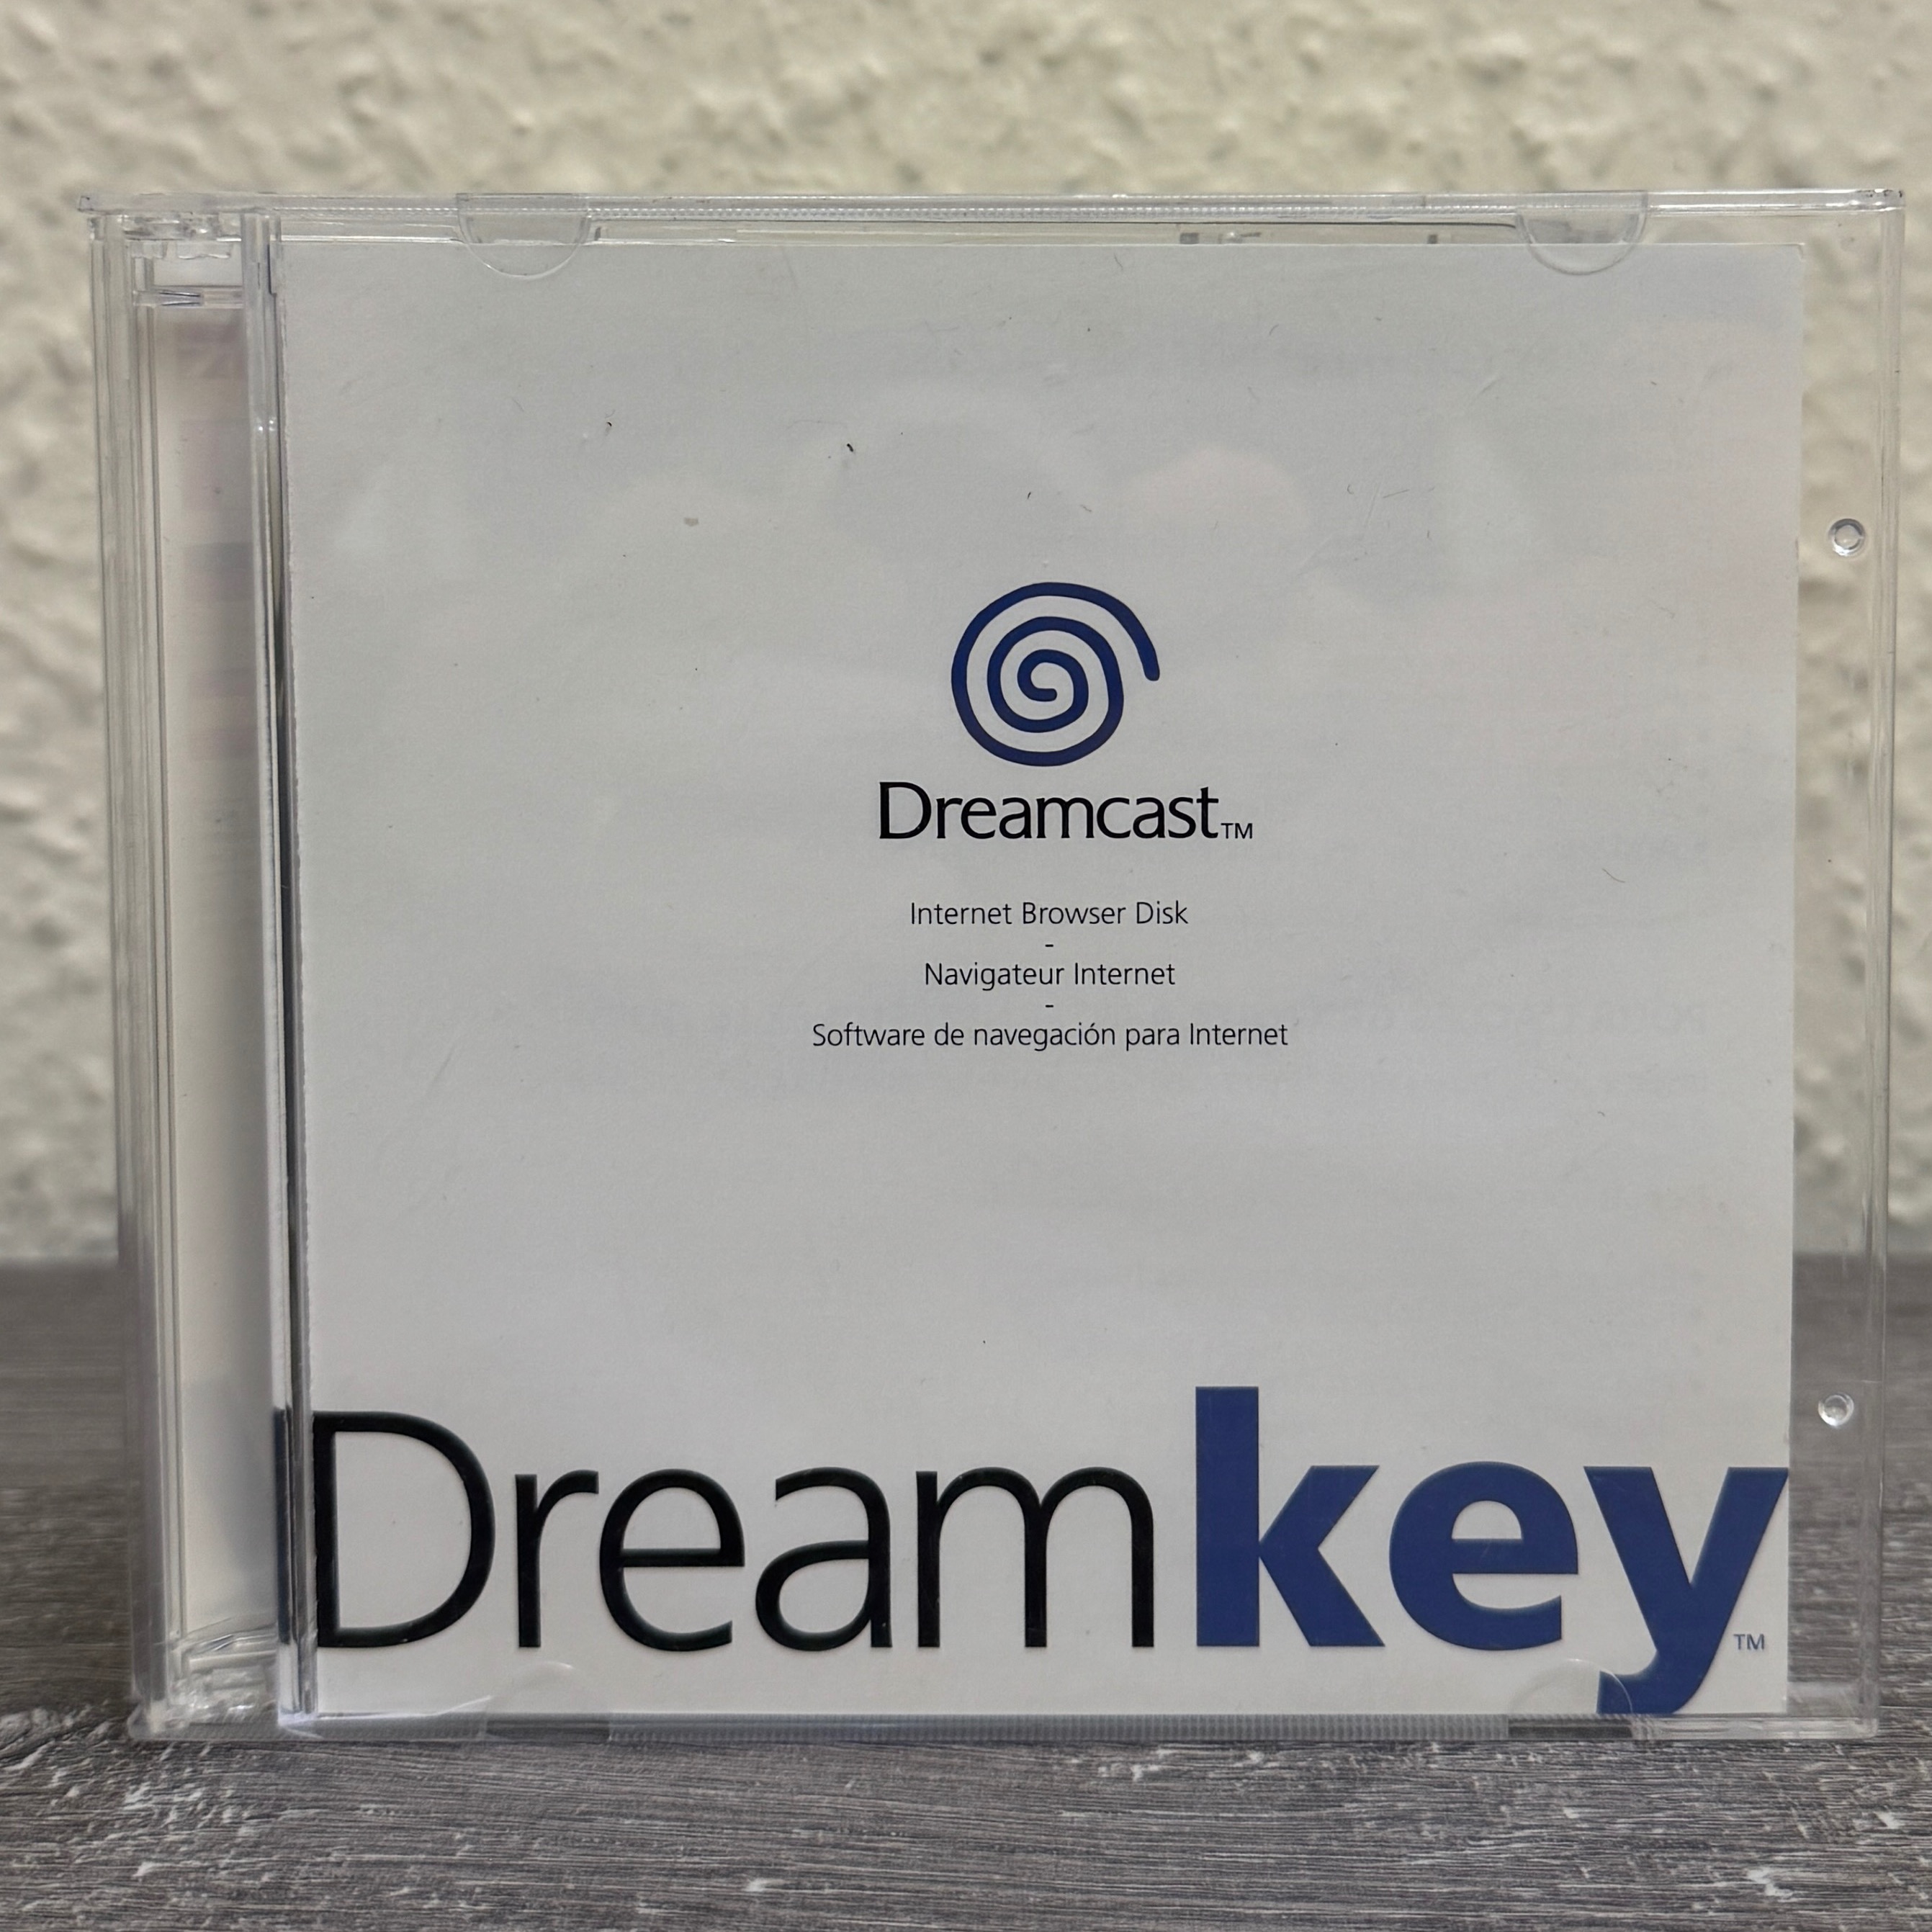 Dreamcast™
Internet Browser Disk
-
Navigateur Internet
-
Software de navegación para Internet
Dreamkey™